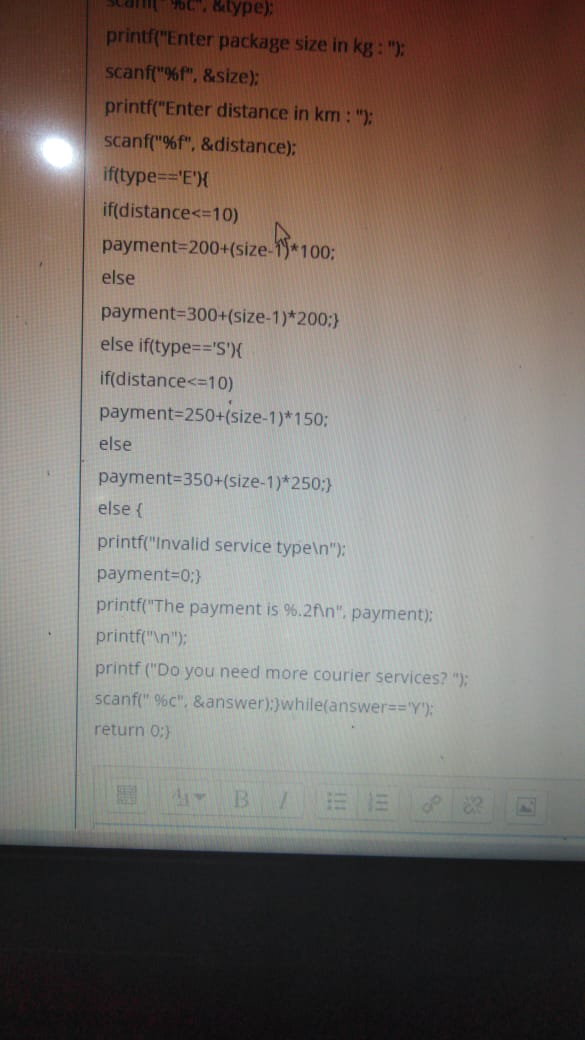 scanf(" %c", &type);
printf("Enter package size in kg : ");
scanf("%f", &size);
printf("Enter distance in km : ");
scanf("%f", &distance);
if(type=='E'){
if(distance<=10)
payment=200+(size-1)*100;
else
payment=300+(size-1)*200;}
else if(type=='S'){
if(distance<=10)
payment=250+(size-1)*150;
else
payment=350+(size-1)*250;}
else {
printf("Invalid service type\n");
payment=0;}
printf("The payment is %.2f\n", payment);
printf("\n");
printf ("Do you need more courier services? ");
scanf(" %c", &answer);}while(answer=='Y');
return 0;}
B I